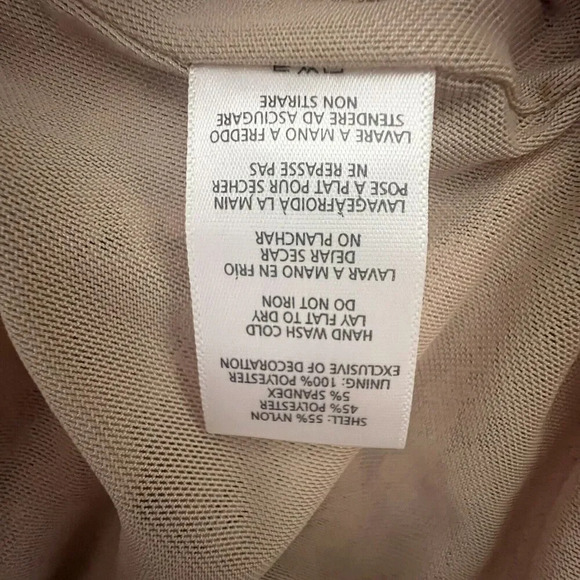 SHELL: 55% NYLON
45% POLYESTER
5% SPANDEX
LINING: 100% POLYESTER
EXCLUSIVE OF DECORATION
HAND WASH COLD
LAY FLAT TO DRY
DO NOT IRON
LAVAR A MANO EN FRÍO
DEJAR SECAR
NO PLANCHAR
LAVAGEÀFROIDÀ LA MAIN
POSE À PLAT POUR SÉCHER
NE REPASSE PAS
LAVARE A MANO A FREDDO
STENDERE AD ASCIUGARE
NON STIRARE